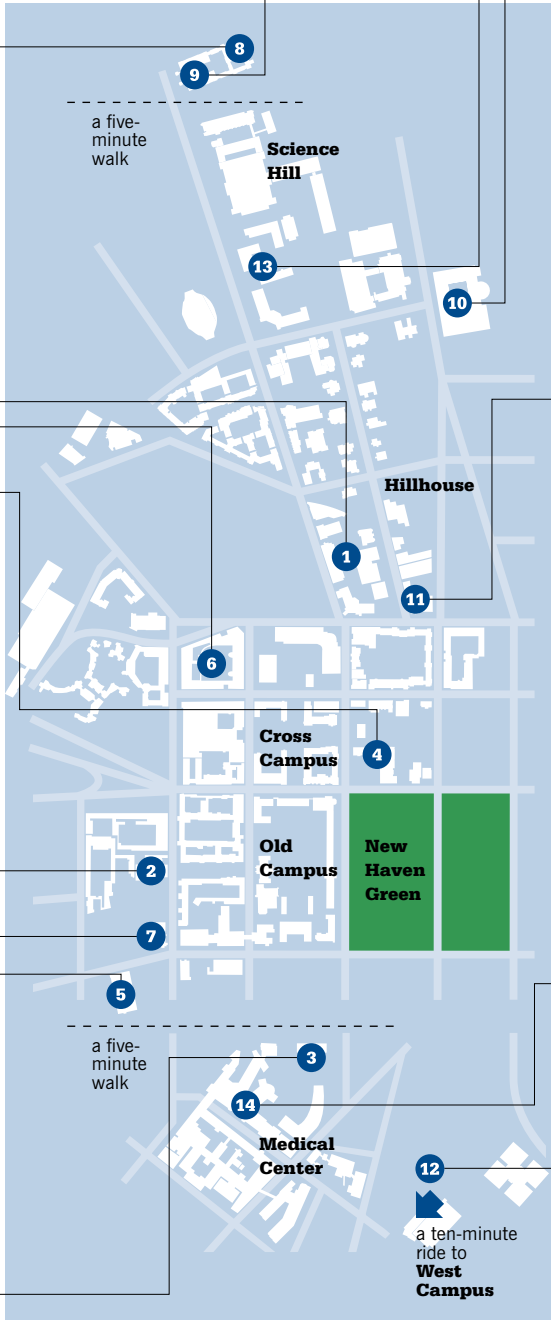 8
9
a five-
minute
walk
Science
Hill
13
10
Hillhouse
1
11
6
Cross
Campus
4
Old
Campus
New
Haven
Green
2
7
5
a five-
minute
walk
3
14
Medical
Center
12
a ten-minute
ride to
West
Campus